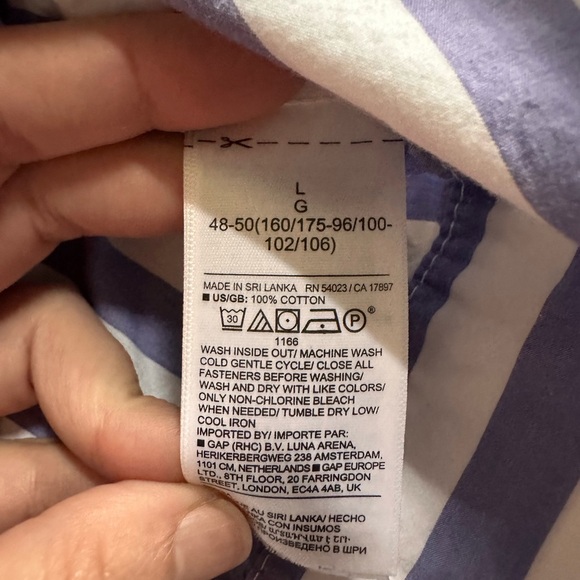 L
G
48-50(160/175-96/100-
102/106)
MADE IN SRI LANKA RN 54023 / CA 17897
■ US/GB: 100% COTTON
30 P ®
1166
WASH INSIDE OUT/ MACHINE WASH
COLD GENTLE CYCLE/ CLOSE ALL
FASTENERS BEFORE WASHING/
WASH AND DRY WITH LIKE COLORS/
ONLY NON-CHLORINE BLEACH
WHEN NEEDED/ TUMBLE DRY LOW/
COOL IRON
IMPORTED BY/ IMPORTE PAR:
■ GAP (RHC) B.V. LUNA ARENA,
HERIKERBERGWEG 238 AMSTERDAM,
1101 CM, NETHERLANDS ■ GAP EUROPE
LTD., 8TH FLOOR, 20 FARRINGDON
STREET, LONDON, EC4A 4AB, UK
AU SRI LANKA/ HECHO
CON INSUMOS
ПРОИЗВЕДЕНО В ШРИ